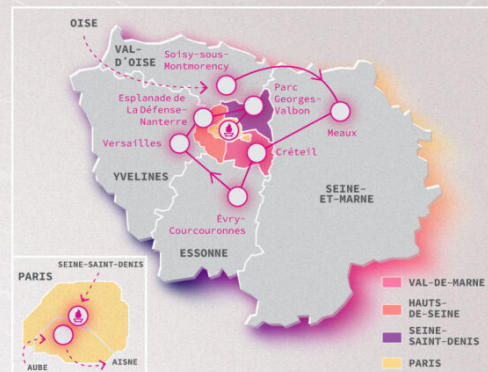 OISE
VAL-
D'OISE
Soisy-sous-
Montmorency
Parc
Georges-
Valbon
Esplanade de
La Défense-
Nanterre
Meaux
Versailles
Créteil
YVELINES
SEINE-
ET-MARNE
Évry-
Courcouronnes
ESSONNE
PARIS
SEINE-SAINT-DENIS
AUBE
AISNE
VAL-DE-MARNE
HAUTS-
DE-SEINE
SEINE-
SAINT-DENIS
PARIS